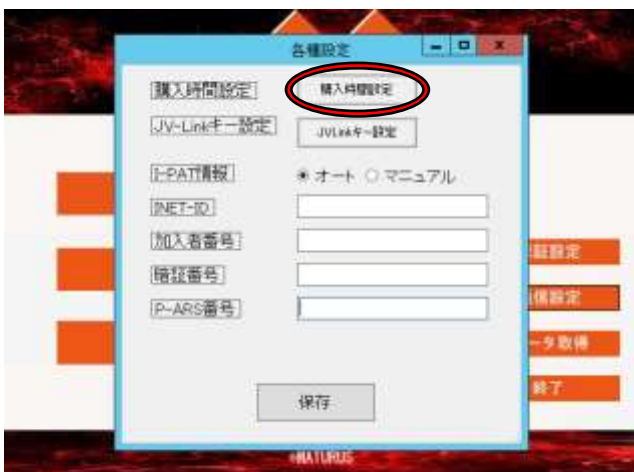 各種設定
購入時間設定
購入時間設定
JV-Linkキー設定
JVLinkキー設定
I-PAT情報
オート
マニュアル
INET-ID
加入者番号
暗証番号
P-ARS番号
保存
証設定
信設定
ータ取得
終了
MATURUS